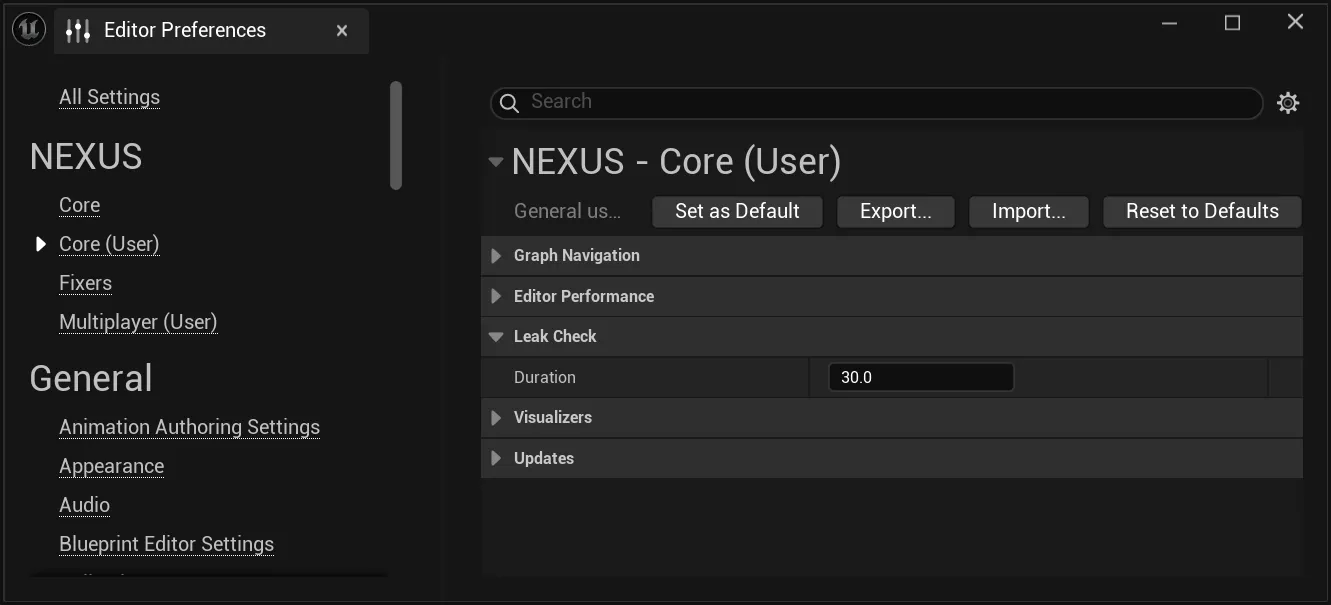 Editor Preferences
All Settings
NEXUS
Core
Core (User)
Fixers
Multiplayer (User)
General
Animation Authoring Settings
Appearance
Audio
Blueprint Editor Settings
Search
NEXUS - Core (User)
General us... Set as Default Export... Import... Reset to Defaults
Graph Navigation
Editor Performance
Leak Check
Duration 30.0
Visualizers
Updates